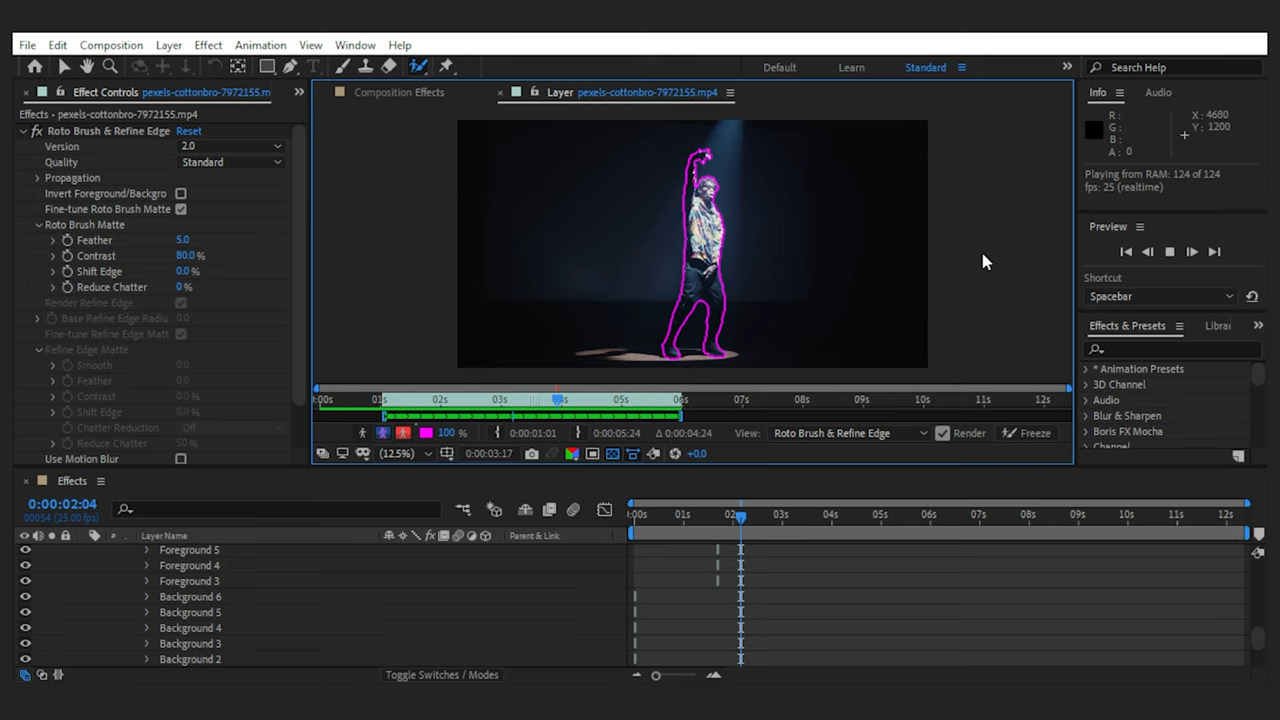 File Edit Composition Layer Effect Animation View Window Help
Default Learn Standard Search Help
Effect Controls pexels-cottonbro-7972155.m
Composition Effects
Layer pexels-cottonbro-7972155.mp4
Info Audio
Effects • pexels-cottonbro-7972155.mp4
fx Roto Brush & Refine Edge Reset
Version 2.0
Quality Standard
Propagation
Invert Foreground/Backgro
Fine-tune Roto Brush Matte
Roto Brush Matte
Feather 5.0
Contrast 80.0 %
Shift Edge 0.0 %
Reduce Chatter 0 %
Render Refine Edge
Base Refine Edge Radiu 0.0
Fine-tune Refine Edge Matt
Refine Edge Matte
Smooth 0.0
Feather 0.0
Contrast 0.0 %
Shift Edge 0.0 %
Chatter Reduction Off
Reduce Chatter 50 %
Use Motion Blur
R: X: 4680
G: Y: 1200
B:
A: 0
Playing from RAM: 124 of 124
fps: 25 (realtime)
Preview
Shortcut
Spacebar
Effects & Presets Librai
* Animation Presets
3D Channel
Audio
Blur & Sharpen
Boris FX Mocha
Channel
:00s 01s 02s 03s 04s 05s 06s 07s 08s 09s 10s 11s 12s
100 % 0:00:01:01 0:00:05:24 Δ 0:00:04:24 View: Roto Brush & Refine Edge Render Freeze
(12.5%) 0:00:03:17 +0.0
Effects
0:00:02:04
00054 (25.00 fps)
:00s 01s 02s 03s 04s 05s 06s 07s 08s 09s 10s 11s 12s
# Layer Name fx Parent & Link
Foreground 5
Foreground 4
Foreground 3
Background 6
Background 5
Background 4
Background 3
Background 2
Toggle Switches / Modes